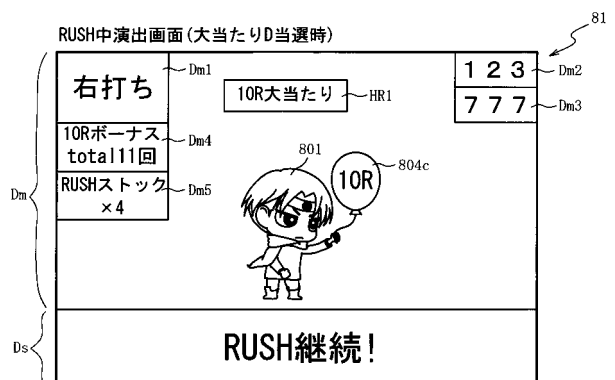 RUSH中演出画面(大当たりD当選時)
81
右打ち
Dm1
10R大当たり
HR1
1 2 3
Dm2
7 7 7
Dm3
10Rボーナス
total11回
Dm4
RUSHストック
×4
Dm5
801
10R
804c
Dm
Ds
RUSH継続!